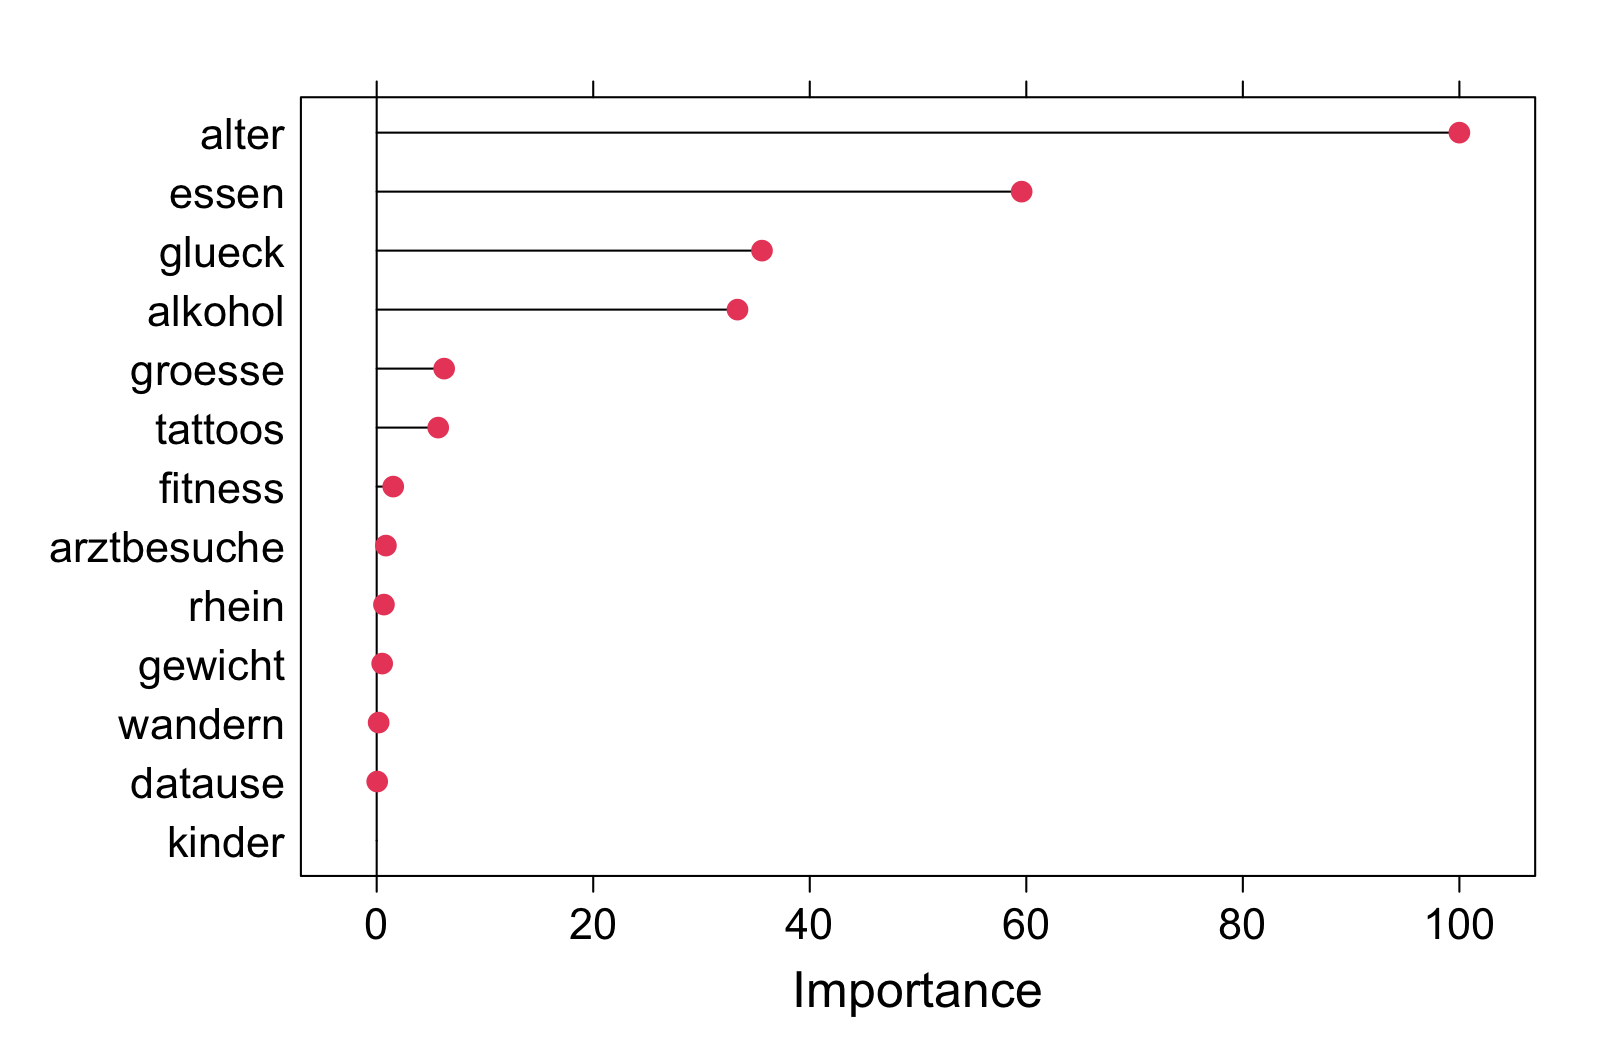 alter
essen
glueck
alkohol
groesse
tattoos
fitness
arztbesuche
rhein
gewicht
wandern
datause
kinder
0 20 40 60 80 100
Importance